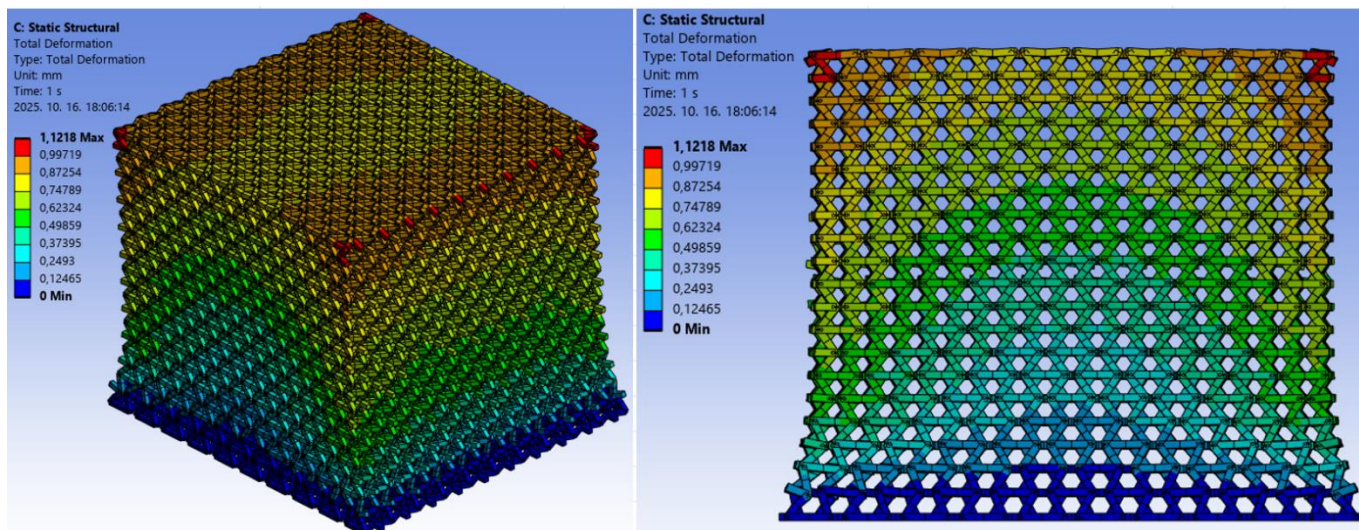 C: Static Structural
Total Deformation
Type: Total Deformation
Unit: mm
Time: 1 s
2025. 10. 16. 18:06:14
1,1218 Max
0,99719
0,87254
0,74789
0,62324
0,49859
0,37395
0,2493
0,12465
0 Min
C: Static Structural
Total Deformation
Type: Total Deformation
Unit: mm
Time: 1 s
2025. 10. 16. 18:06:14
1,1218 Max
0,99719
0,87254
0,74789
0,62324
0,49859
0,37395
0,2493
0,12465
0 Min